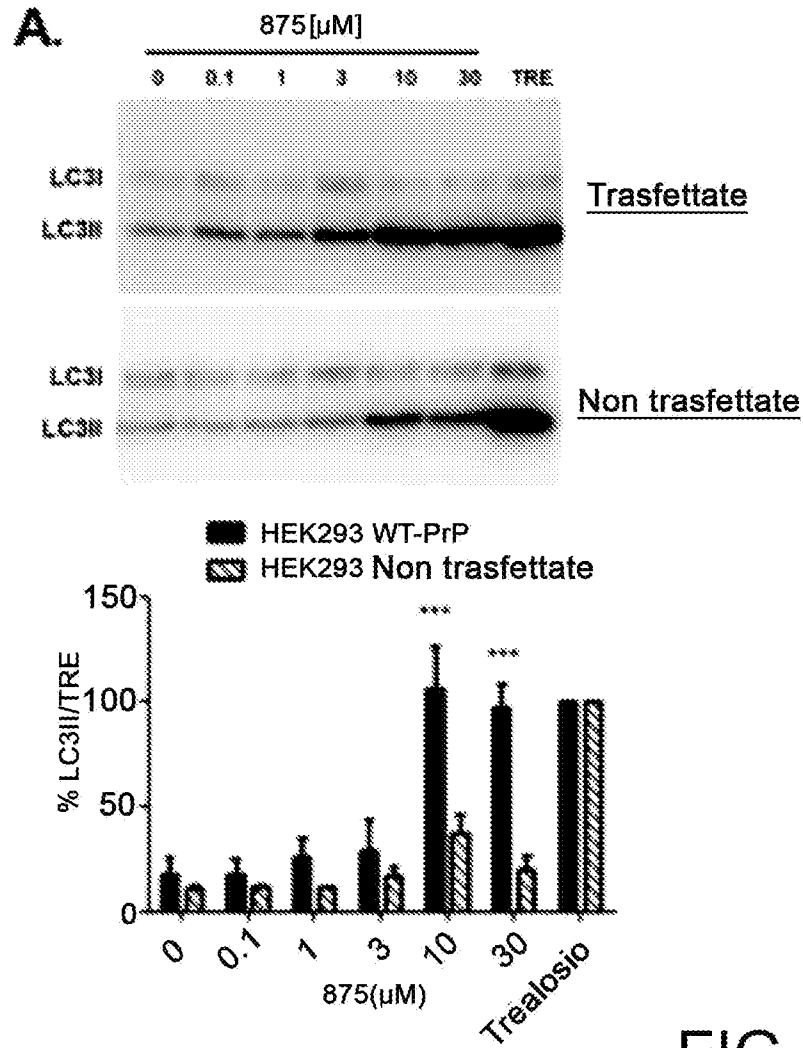 A.
875[µM]
0 0.1 1 3 10 30 TRE
LC3I
LC3II
Trasfettate
LC3I
LC3II
Non trasfettate
HEK293 WT-PrP
HEK293 Non trasfettate
% LC3II/TRE
150
100
50
0
*** ***
0 0.1 1 3 10 30 Trealosio
875(µM)
FIG